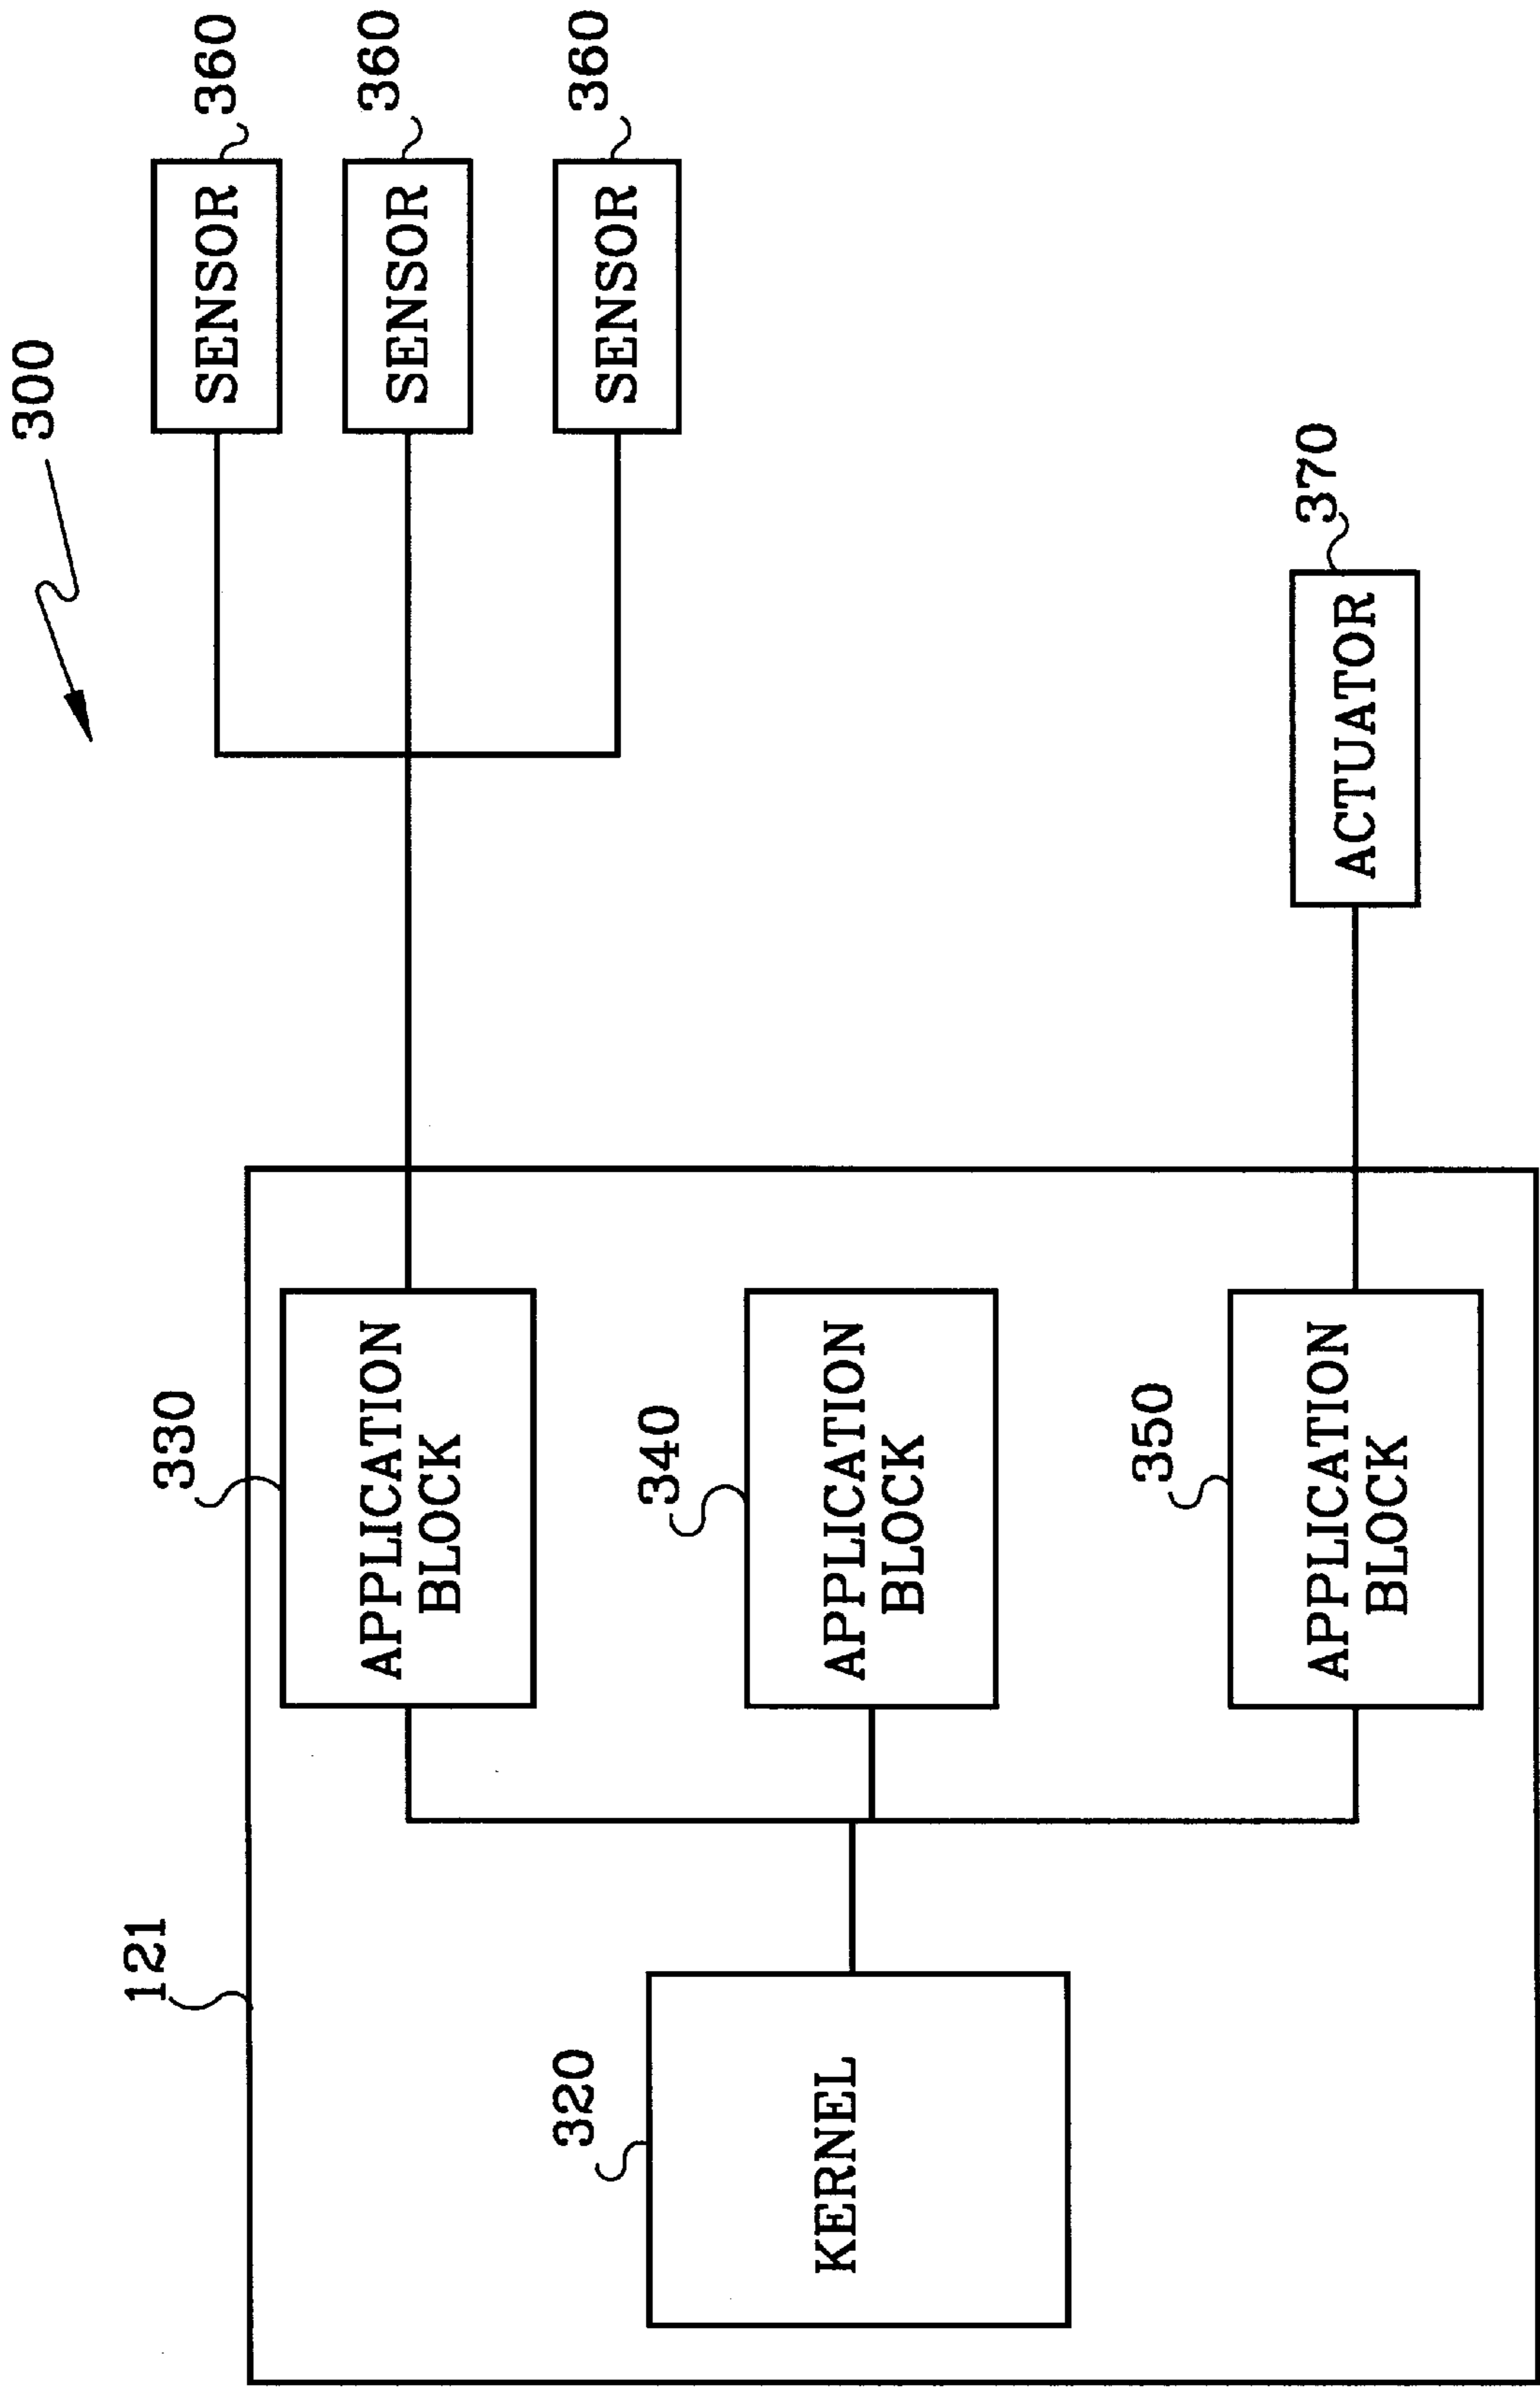 300
121
320
KERNEL
330
APPLICATION
BLOCK
340
APPLICATION
BLOCK
350
APPLICATION
BLOCK
SENSOR
360
SENSOR
360
SENSOR
360
ACTUATOR
370